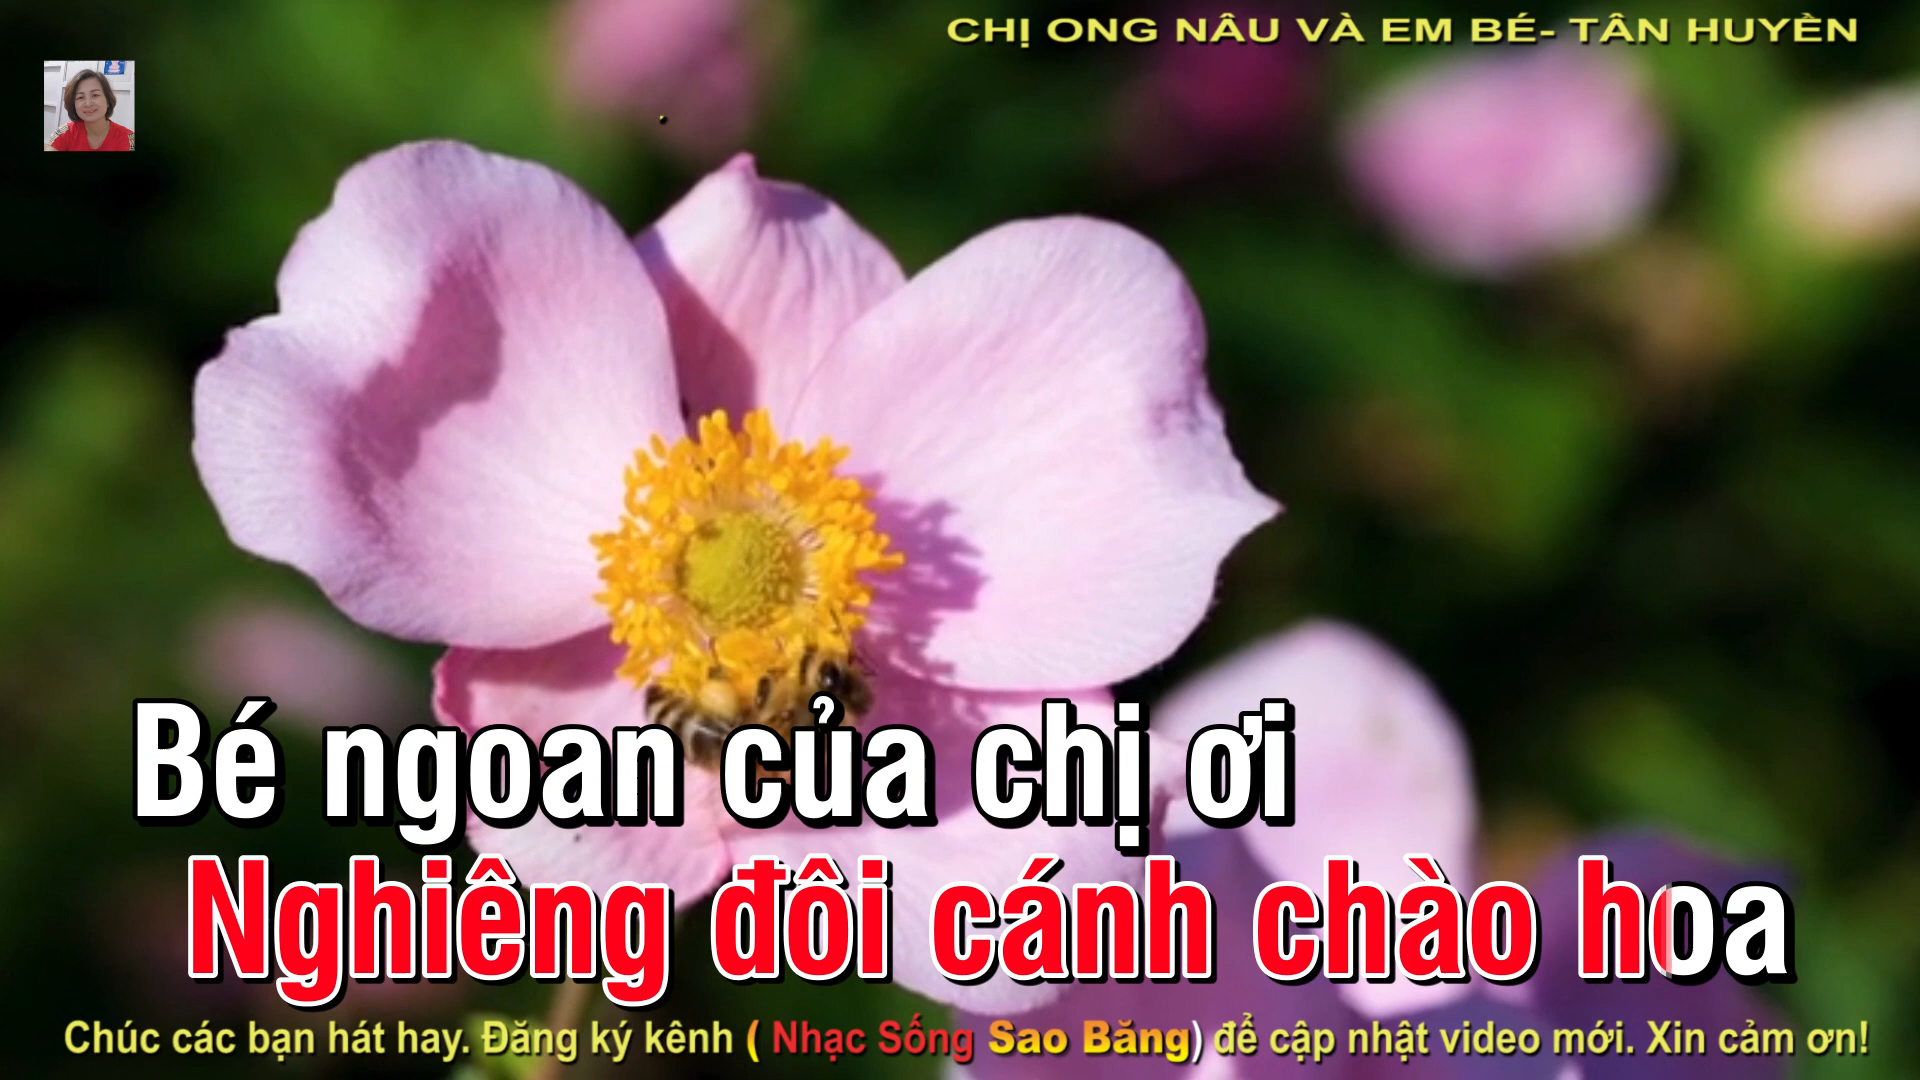 CHỊ ONG NÂU VÀ EM BÉ- TÂN HUYỀN
Bé ngoan của chị ơi
Nghiêng đôi cánh chào hoa
Chúc các bạn hát hay. Đăng ký kênh ( Nhạc Sống Sao Băng) để cập nhật video mới. Xin cảm ơn!